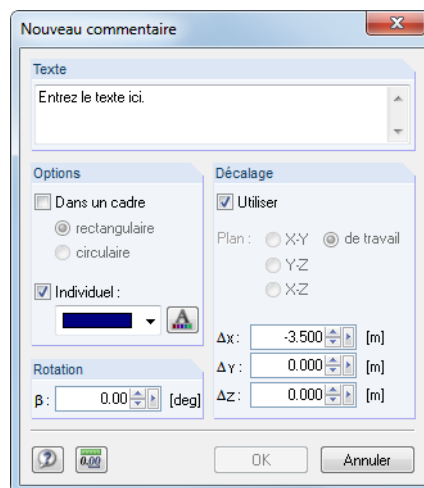 Nouveau commentaire
Texte
Entrez le texte ici.
Options
Dans un cadre
rectangulaire
circulaire
Individuel :
Rotation
β : 0.00 [deg]
Décalage
Utiliser
Plan : X-Y de travail
Y-Z
X-Z
ΔX : -3.500 [m]
ΔY : 0.000 [m]
ΔZ : 0.000 [m]
0.00
OK Annuler